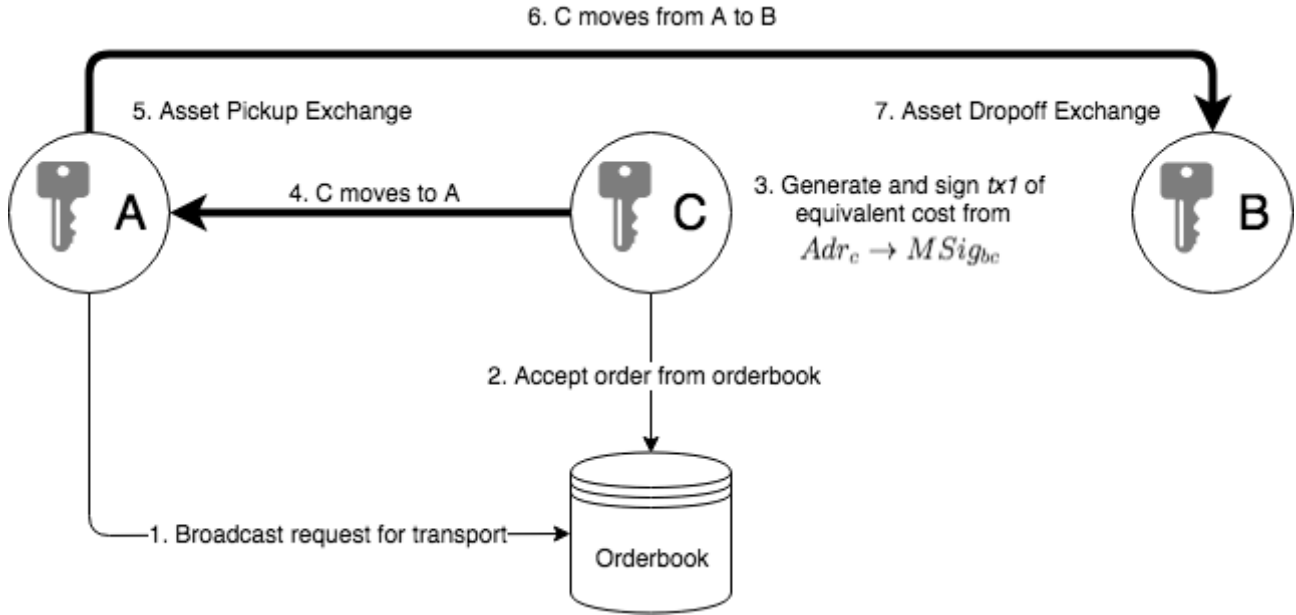 6. C moves from A to B
5. Asset Pickup Exchange
7. Asset Dropoff Exchange
A
4. C moves to A
C
3. Generate and sign tx1 of
equivalent cost from
Adr_c → MSig_bc
B
2. Accept order from orderbook
1. Broadcast request for transport
Orderbook